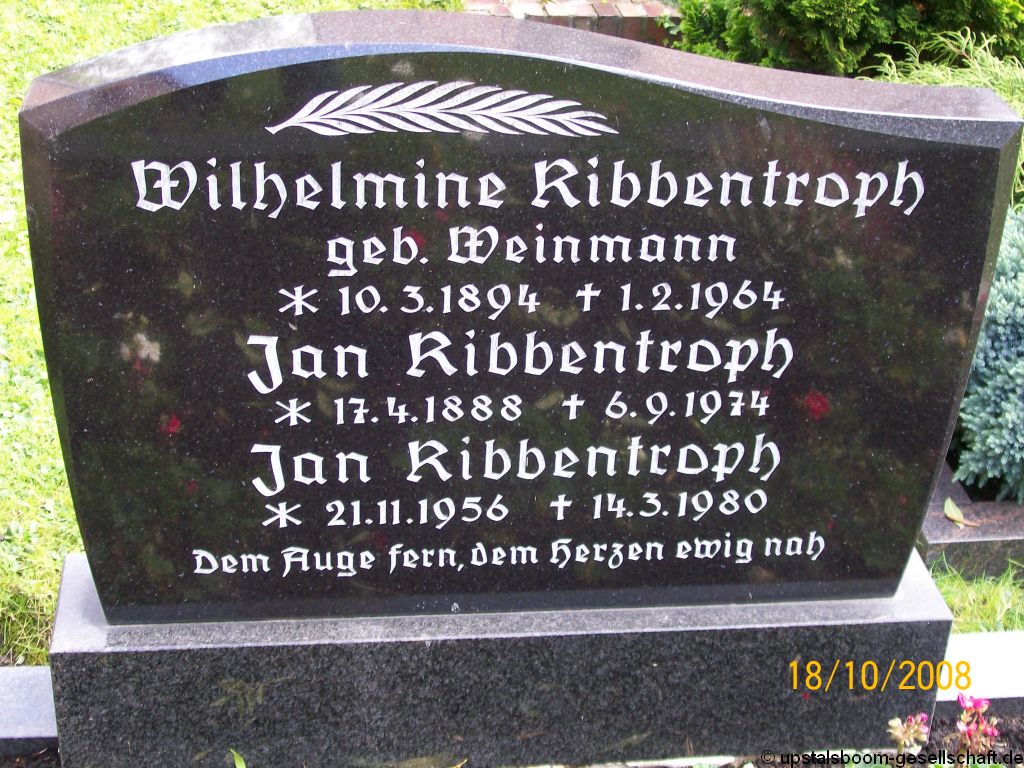 Wilhelmine Ribbentroph
geb. Weinmann
* 10.3.1894 † 1.2.1964
Jan Ribbentroph
* 17.4.1888 † 6.9.1974
Jan Ribbentroph
* 21.11.1956 † 14.3.1980
Dem Auge fern, dem Herzen ewig nah
18/10/2008
© upstalsboom-gesellschaft.de